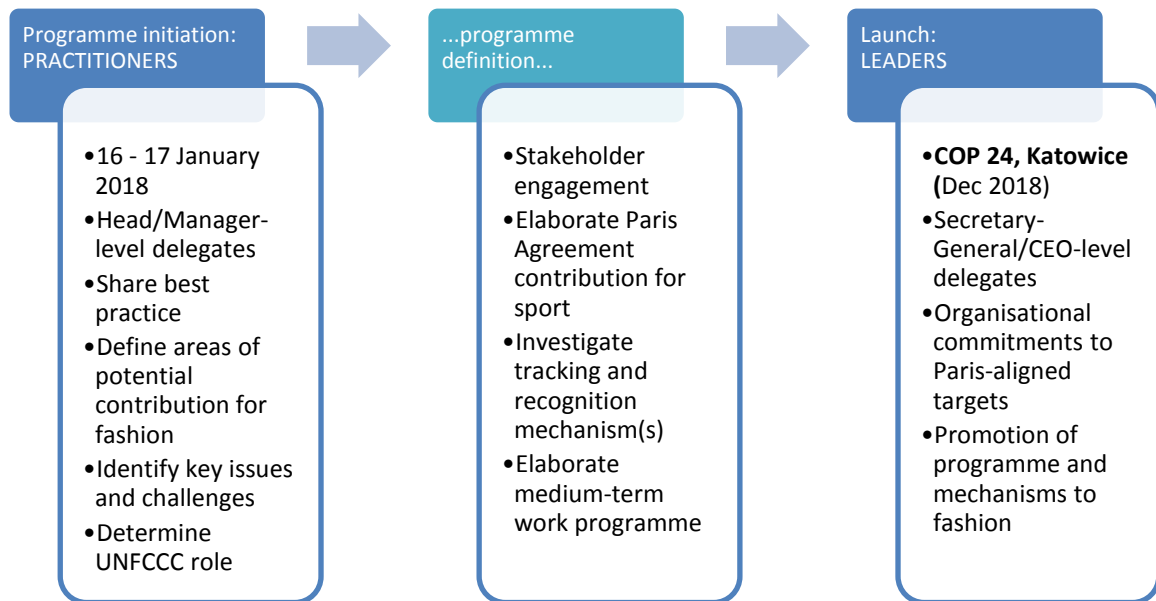 Programme initiation:
PRACTITIONERS
•16 - 17 January
2018
•Head/Manager-
level delegates
•Share best
practice
•Define areas of
potential
contribution for
fashion
•Identify key issues
and challenges
•Determine
UNFCCC role
...programme
definition...
•Stakeholder
engagement
•Elaborate Paris
Agreement
contribution for
sport
•Investigate
tracking and
recognition
mechanism(s)
•Elaborate
medium-term
work programme
Launch:
LEADERS
•COP 24, Katowice
(Dec 2018)
•Secretary-
General/CEO-level
delegates
•Organisational
commitments to
Paris-aligned
targets
•Promotion of
programme and
mechanisms to
fashion